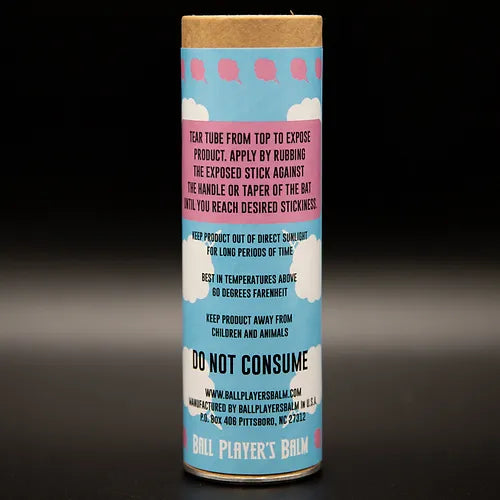 TEAR TUBE FROM TOP TO EXPOSE
PRODUCT. APPLY BY RUBBING
THE EXPOSED STICK AGAINST
THE HANDLE OR TAPER OF THE BAT
UNTIL YOU REACH DESIRED STICKINESS.
KEEP PRODUCT OUT OF DIRECT SUNLIGHT
FOR LONG PERIODS OF TIME
BEST IN TEMPERATURES ABOVE
60 DEGREES FARENHEIT
KEEP PRODUCT AWAY FROM
CHILDREN AND ANIMALS
DO NOT CONSUME
WWW.BALLPLAYERSBALM.COM
MANUFACTURED BY BALLPLAYERSBALM IN U.S.A.
P.O. BOX 406 PITTSBORO, NC 27312
BALL PLAYER'S BALM